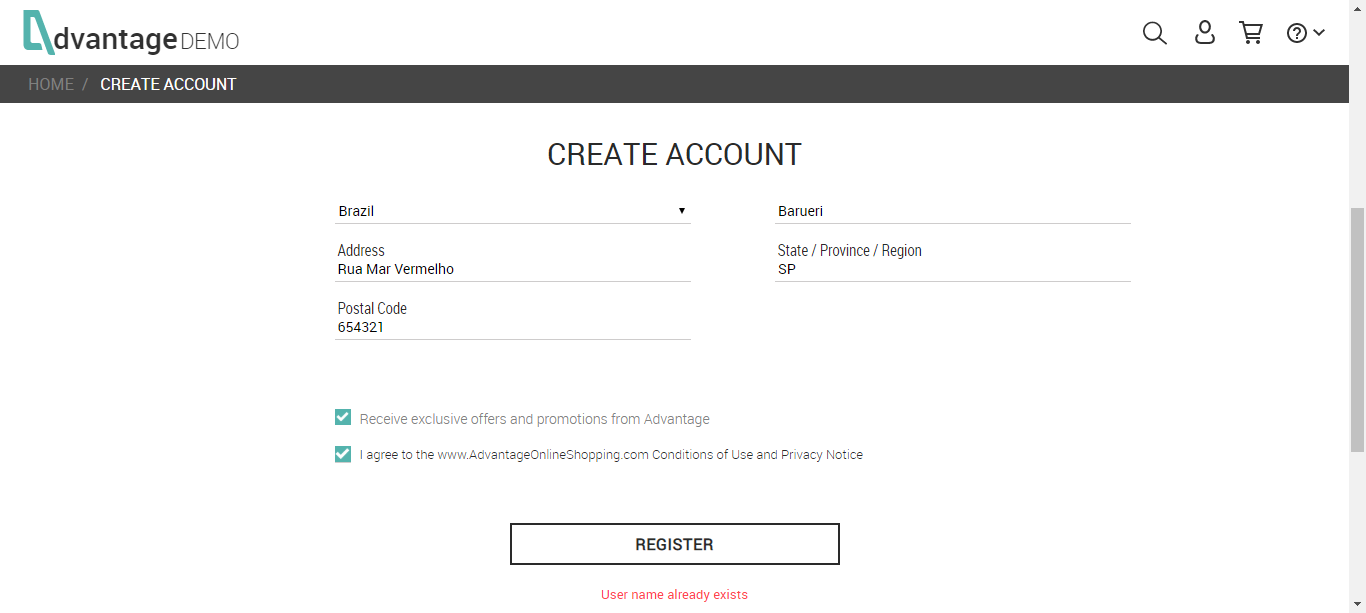 dvantage DEMO
HOME / CREATE ACCOUNT
CREATE ACCOUNT
Brazil
Barueri
Address
Rua Mar Vermelho
State / Province / Region
SP
Postal Code
654321
Receive exclusive offers and promotions from Advantage
I agree to the www.AdvantageOnlineShopping.com Conditions of Use and Privacy Notice
REGISTER
User name already exists